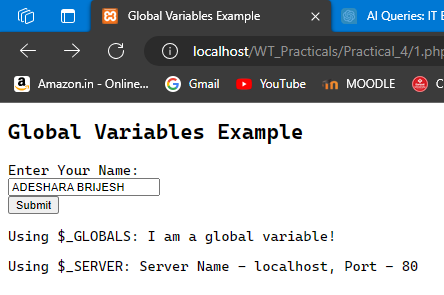 Global Variables Example
AI Queries: IT E
localhost/WT_Practicals/Practical_4/1.php
Amazon.in - Online...
Gmail
YouTube
MOODLE
Global Variables Example
Enter Your Name:
ADESHARA BRIJESH
Submit
Using $_GLOBALS: I am a global variable!
Using $_SERVER: Server Name - localhost, Port - 80